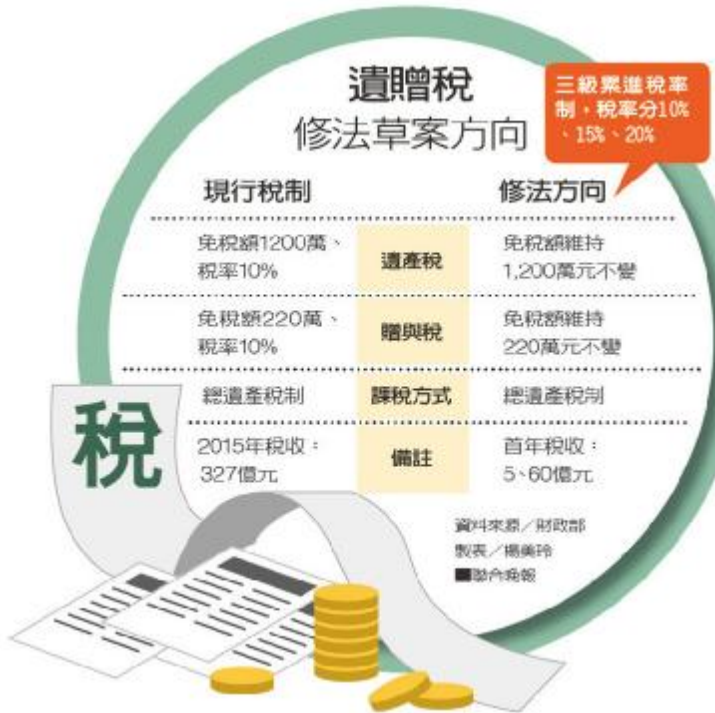 遺贈稅
修法草案方向
三級累進稅率
制，稅率分10%
、15%、20%
現行稅制
修法方向
免稅額1200萬、
稅率10%
遺產稅
免稅額維持
1,200萬元不變
免稅額220萬、
稅率10%
贈與稅
免稅額維持
220萬元不變
總遺產稅制
課稅方式
總遺產稅制
2015年稅收：
327億元
備註
首年稅收：
5、60億元
稅
資料來源／財政部
製表／楊美玲
■聯合晚報